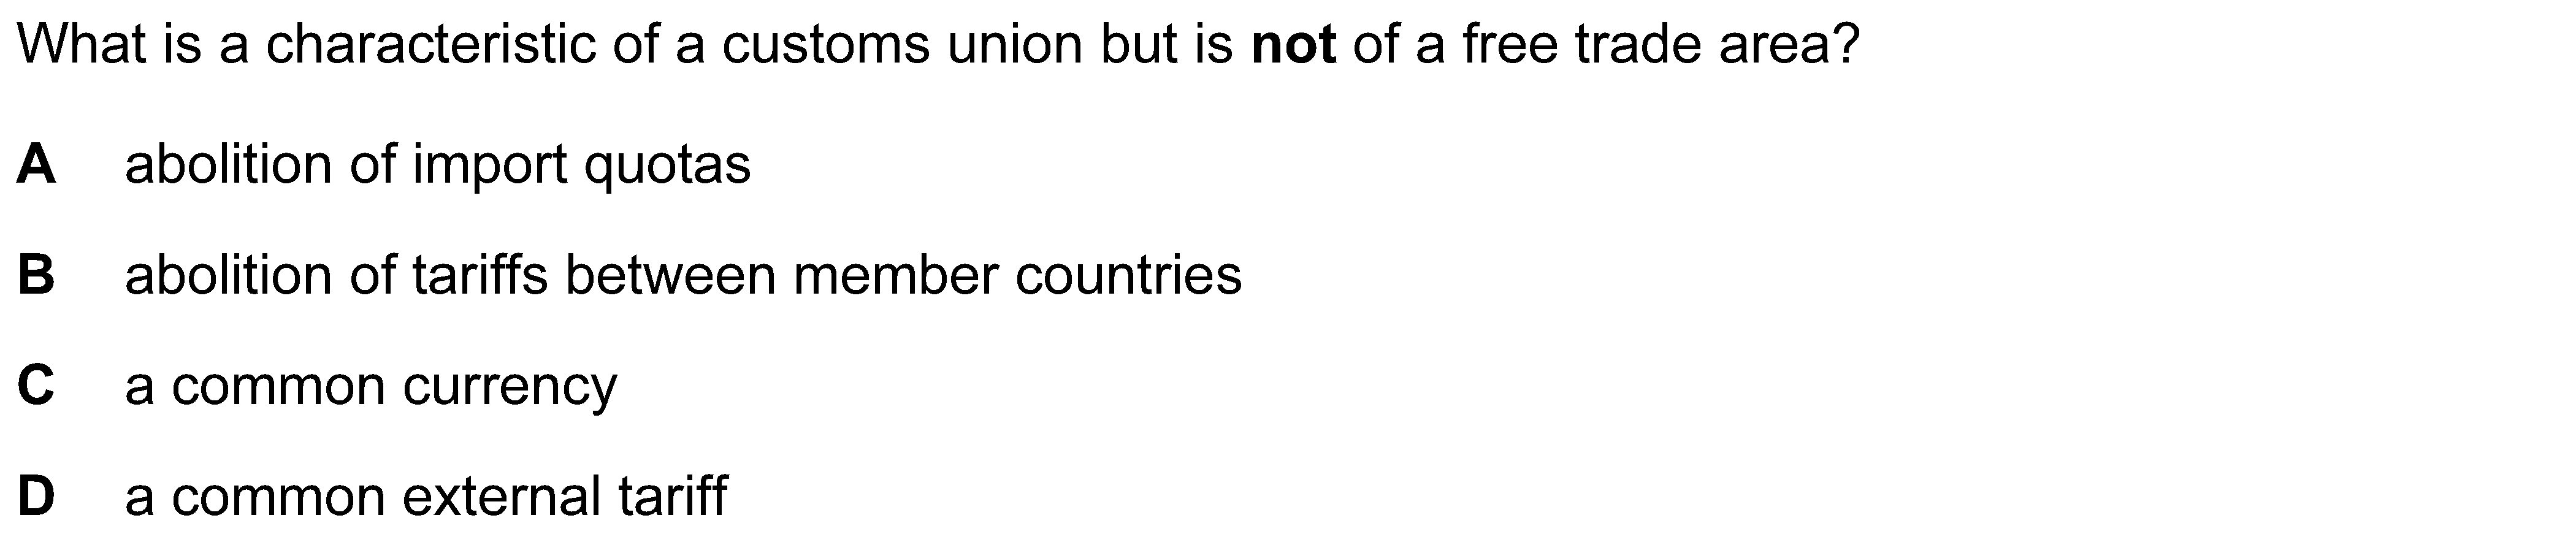 What is a characteristic of a customs union but is not of a free trade area?
A abolition of import quotas
B abolition of tariffs between member countries
C a common currency
D a common external tariff